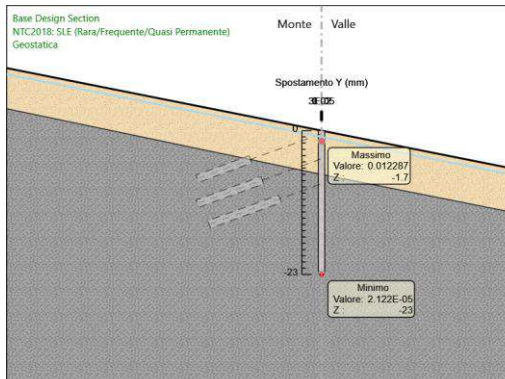 Base Design Section
NTC2018: SLE (Rara/Frequente/Quasi Permanente)
Geostatica
Monte Valle
Spostamento Y (mm)
0
Massimo
Valore: 0.012287
Z : -1.7
-23
Minimo
Valore: 2.122E-05
Z : -23